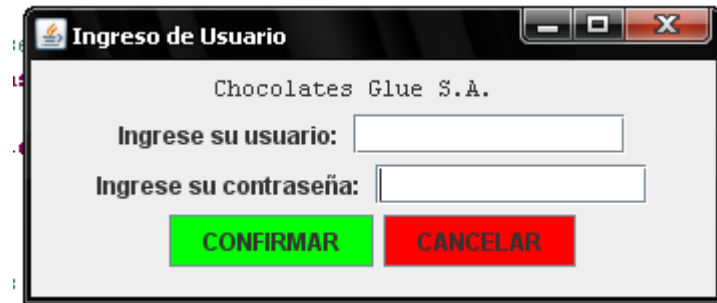 Ingreso de Usuario
Chocolates Glue S.A.
Ingrese su usuario:
Ingrese su contraseña:
CONFIRMAR CANCELAR